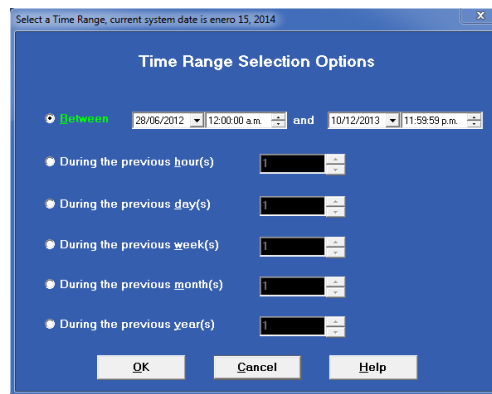 Select a Time Range, current system date is enero 15, 2014 X
Time Range Selection Options
Between 28/06/2012 12:00:00 a.m. and 10/12/2013 11:59:59 p.m.
During the previous hour(s) 1
During the previous day(s) 1
During the previous week(s) 1
During the previous month(s) 1
During the previous year(s) 1
OK Cancel Help